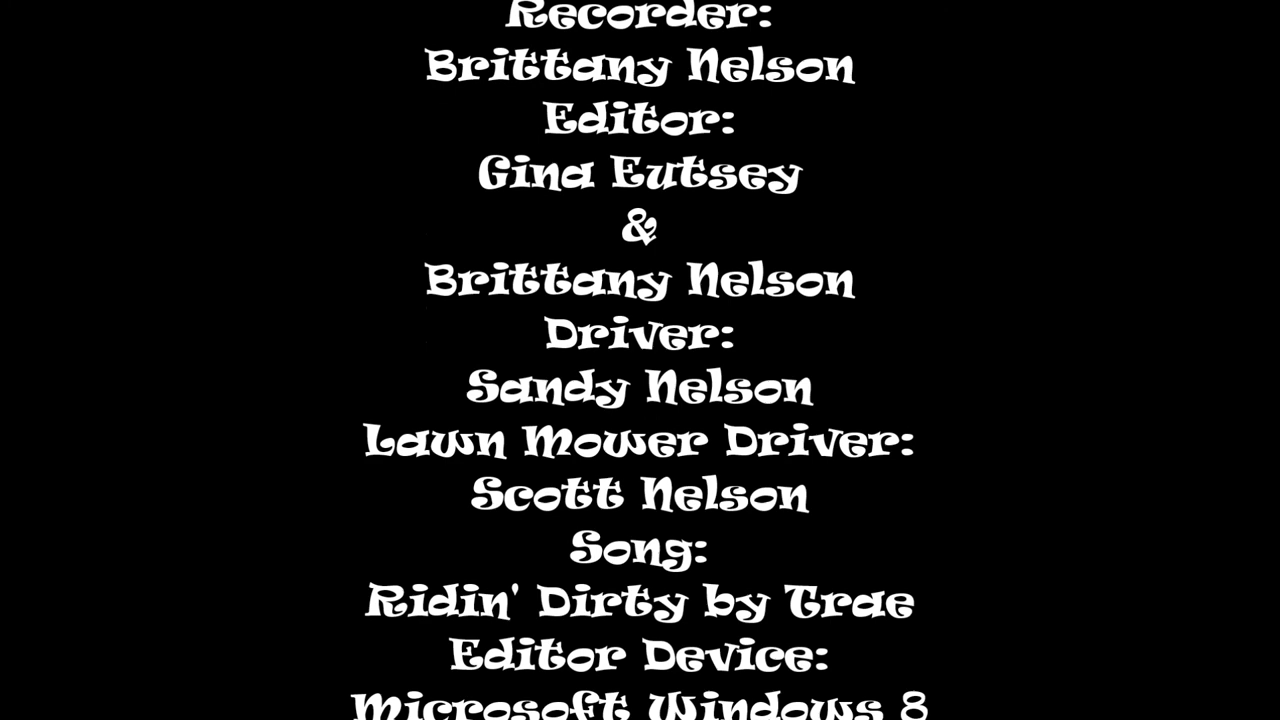 Recorder:
Brittany Nelson
Editor:
Gina Eutsey
&
Brittany Nelson
Driver:
Sandy Nelson
Lawn Mower Driver:
Scott Nelson
Song:
Ridin' Dirty by Trae
Editor Device:
Microsoft Windows 8